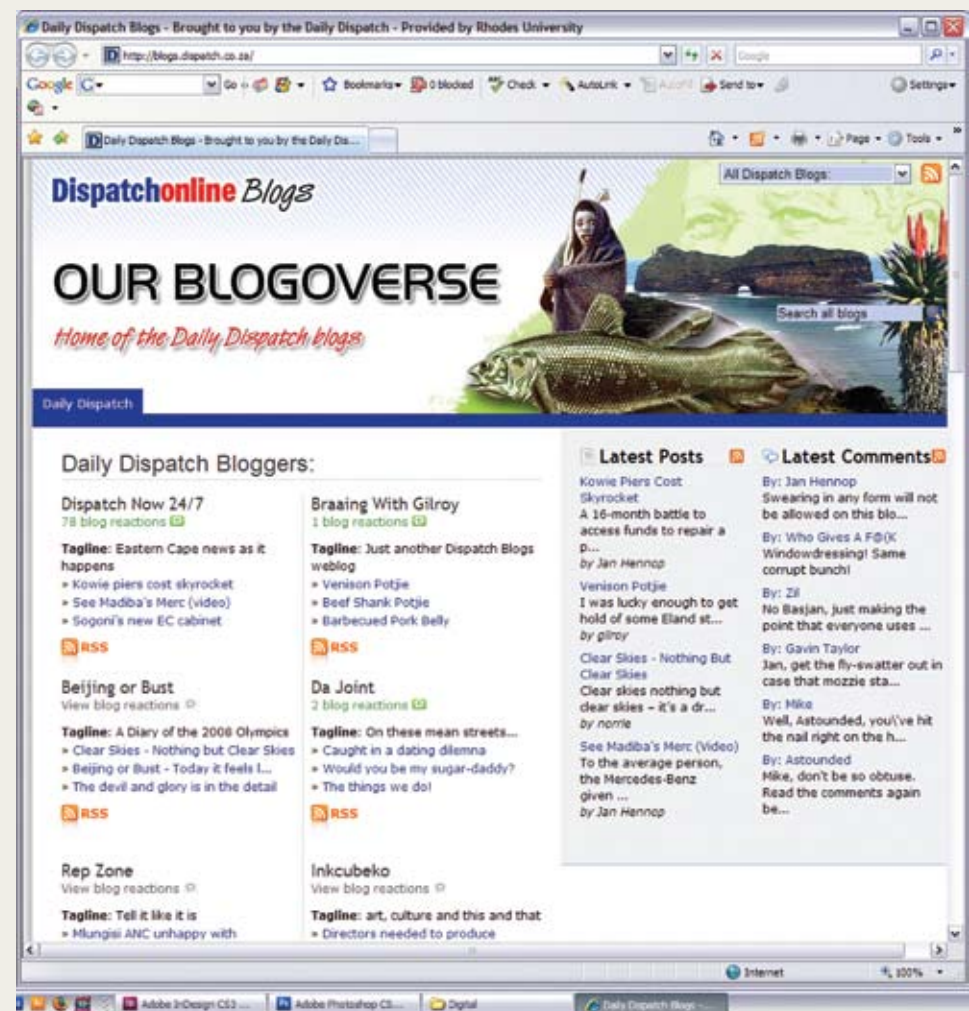 Daily Dispatch Blogs - Brought to you by the Daily Dispatch - Provided by Rhodes University
http://blogs.dispatch.co.za/
Google
Google
Go
Bookmarks
0 blocked
Check
AutoLink
Send to
Settings
Daily Dispatch Blogs - Brought to you by the Daily Dis...
Page
Tools
Dispatchonline Blogs
All Dispatch Blogs:
OUR BLOGOVERSE
Search all blogs
Home of the Daily Dispatch blogs
Daily Dispatch
Daily Dispatch Bloggers:
Dispatch Now 24/7
78 blog reactions
Tagline: Eastern Cape news as it
happens
» Kowie piers cost skyrocket
» See Madiba's Merc (video)
» Sogoni's new EC cabinet
RSS
Braaing With Gilroy
1 blog reactions
Tagline: Just another Dispatch Blogs
weblog
» Venison Potjie
» Beef Shank Potjie
» Barbecued Pork Belly
RSS
Beijing or Bust
View blog reactions
Tagline: A Diary of the 2008 Olympics
» Clear Skies - Nothing but Clear Skies
» Beijing or Bust - Today it feels l...
» The devil and glory is in the detail
RSS
Da Joint
2 blog reactions
Tagline: On these mean streets...
» Caught in a dating dilemna
» Would you be my sugar-daddy?
» The things we do!
RSS
Rep Zone
View blog reactions
Tagline: Tell it like it is
» Mlungisi ANC unhappy with
Inkcubeko
View blog reactions
Tagline: art, culture and this and that
» Directors needed to produce
Latest Posts
Kowie Piers Cost
Skyrocket
A 16-month battle to
access funds to repair a
p...
by Jan Hennop
Venison Potjie
I was lucky enough to get
hold of some Eland st...
by gilroy
Clear Skies - Nothing But
Clear Skies
Clear skies nothing but
clear skies – it's a dr...
by norrie
See Madiba's Merc (Video)
To the average person,
the Mercedes-Benz
given ...
by Jan Hennop
Latest Comments
By: Jan Hennop
Swearing in any form will not
be allowed on this blo...
By: Who Gives A F@(K
Windowdressing! Same
corrupt bunch!
By: Zil
No Basjan, just making the
point that everyone uses ...
By: Gavin Taylor
Jan, get the fly-swatter out in
case that mozzie sta...
By: Mike
Well, Astounded, you\'ve hit
the nail right on the h...
By: Astounded
Mike, don't be so obtuse.
Read the comments again
be...
Internet
100%
Adobe InDesign CS3 ...
Adobe Photoshop CS...
Digital
Daily Dispatch Blogs -...